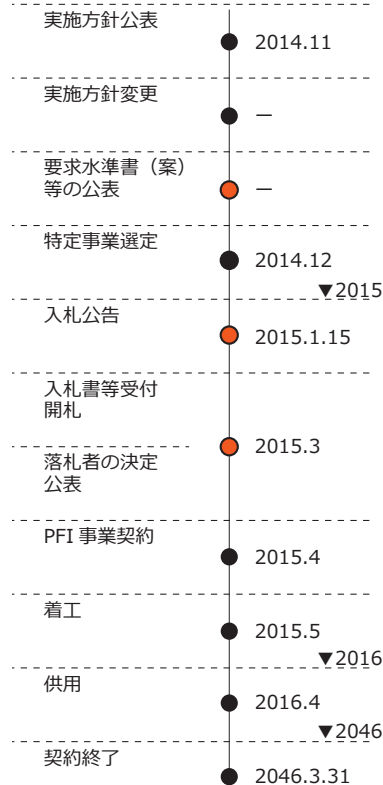 実施方針公表
2014.11
実施方針変更
—
要求水準書（案）
等の公表
—
特定事業選定
2014.12
▼2015
入札公告
2015.1.15
入札書等受付
開札
2015.3
落札者の決定
公表
PFI 事業契約
2015.4
着工
2015.5
▼2016
供用
2016.4
▼2046
契約終了
2046.3.31